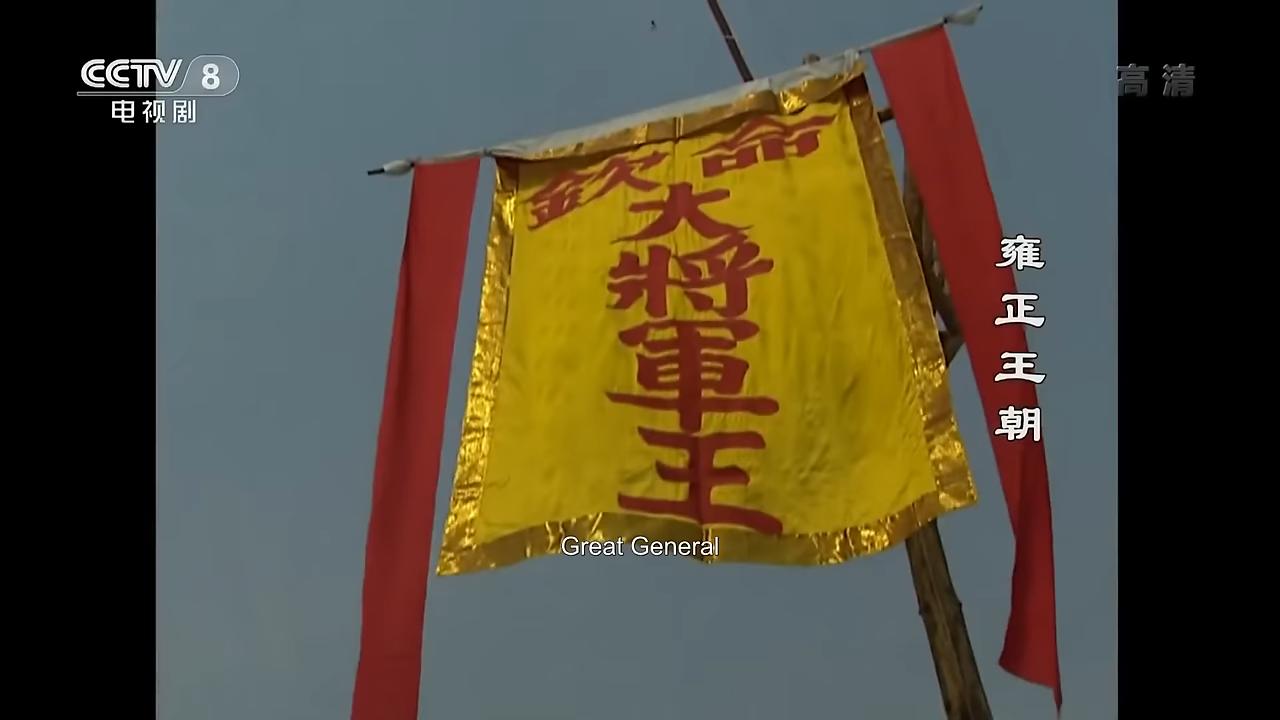 CCTV 8
电视剧
高清
欽命
大將軍王
雍正王朝
Great General